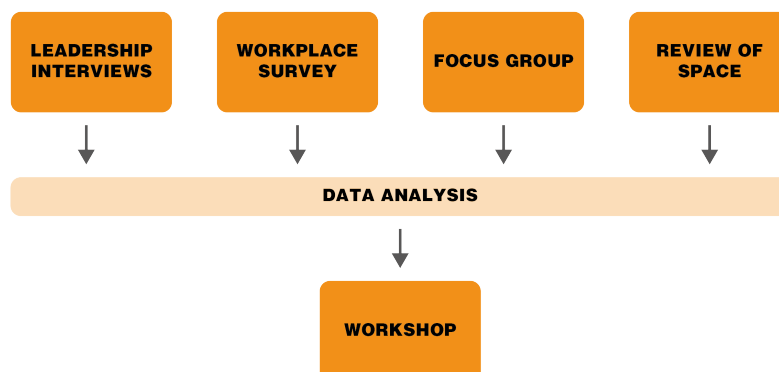 LEADERSHIP
INTERVIEWS
WORKPLACE
SURVEY
FOCUS GROUP
REVIEW OF
SPACE
DATA ANALYSIS
WORKSHOP